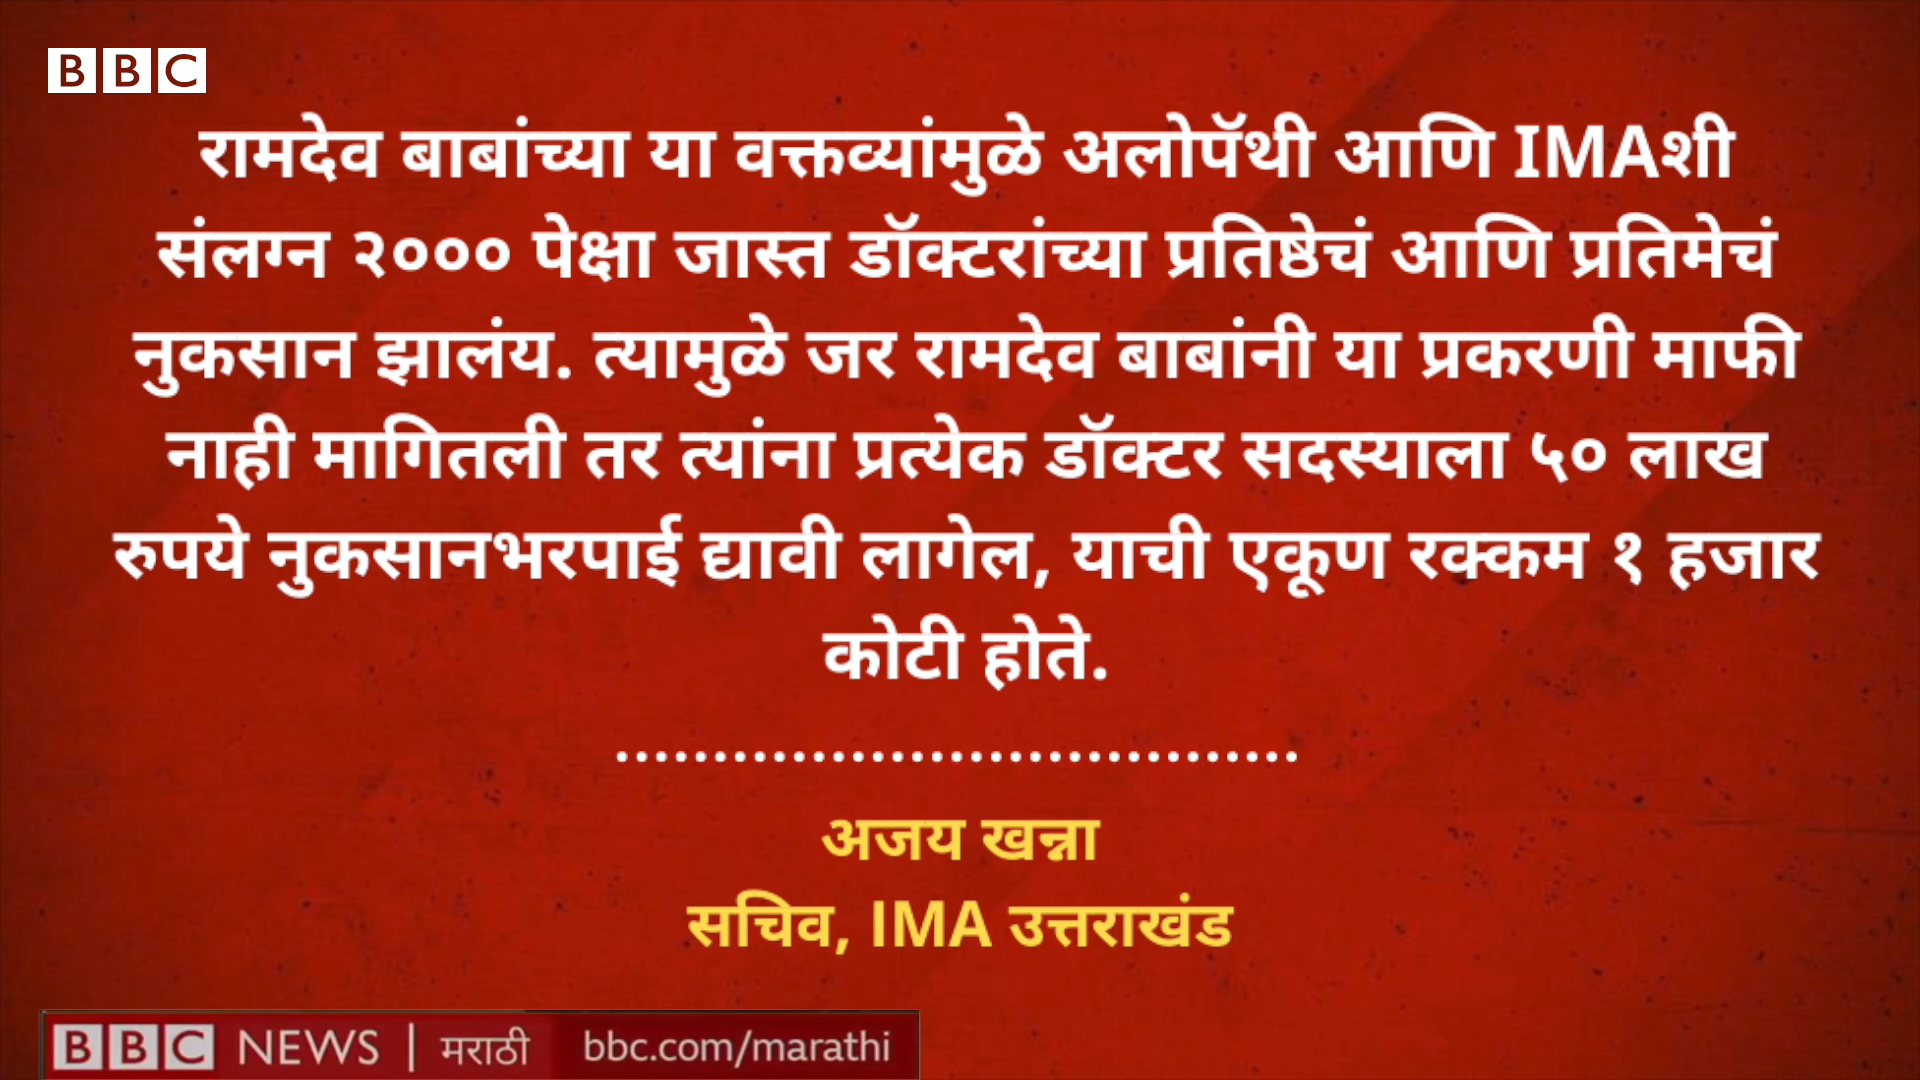 BBC
रामदेव बाबांच्या या वक्तव्यांमुळे अलोपॅथी आणि IMAशी
संलग्न २००० पेक्षा जास्त डॉक्टरांच्या प्रतिष्ठेचं आणि प्रतिमेचं
नुकसान झालंय. त्यामुळे जर रामदेव बाबांनी या प्रकरणी माफी
नाही मागितली तर त्यांना प्रत्येक डॉक्टर सदस्याला ५० लाख
रुपये नुकसानभरपाई द्यावी लागेल, याची एकूण रक्कम १ हजार
कोटी होते.
...................................
अजय खन्ना
सचिव, IMA उत्तराखंड
BBC NEWS | मराठी bbc.com/marathi